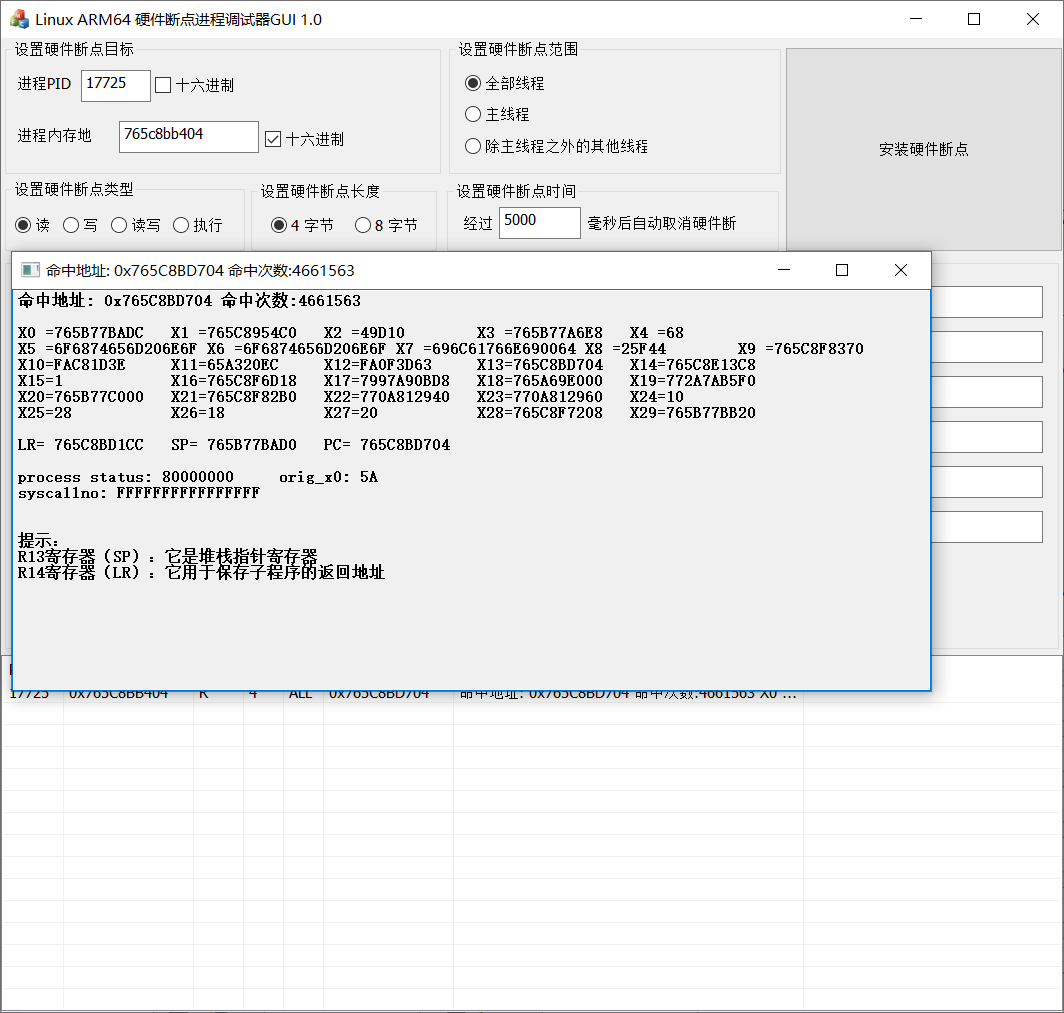 Linux ARM64 硬件断点进程调试器GUI 1.0
设置硬件断点目标
设置硬件断点范围
进程PID 17725 十六进制
全部线程
主线程
进程内存地 765c8bb404 十六进制
除主线程之外的其他线程
安装硬件断点
设置硬件断点类型
设置硬件断点长度
设置硬件断点时间
读 写 读写 执行
4 字节 8 字节
经过 5000 毫秒后自动取消硬件断
命中地址: 0x765C8BD704 命中次数:4661563
命中地址: 0x765C8BD704 命中次数:4661563
X0 =765B77BADC X1 =765C8954C0 X2 =49D10 X3 =765B77A6E8 X4 =68
X5 =6F6874656D206E6F X6 =6F6874656D206E6F X7 =696C61766E690064 X8 =25F44 X9 =765C8F8370
X10=FAC81D3E X11=65A320EC X12=FA0F3D63 X13=765C8BD704 X14=765C8E13C8
X15=1 X16=765C8F6D18 X17=7997A90BD8 X18=765A69E000 X19=772A7AB5F0
X20=765B77C000 X21=765C8F82B0 X22=770A812940 X23=770A812960 X24=10
X25=28 X26=18 X27=20 X28=765C8F7208 X29=765B77BB20
LR= 765C8BD1CC SP= 765B77BAD0 PC= 765C8BD704
process status: 80000000 orig_x0: 5A
syscallno: FFFFFFFFFFFFFFFF
提示:
R13寄存器（SP）: 它是堆栈指针寄存器
R14寄存器（LR）: 它用于保存子程序的返回地址
17725 0x765C8BB404 R 4 ALL 0x765C8BD704 命中地址: 0x765C8BD704 命中次数:4661563 X0 ...